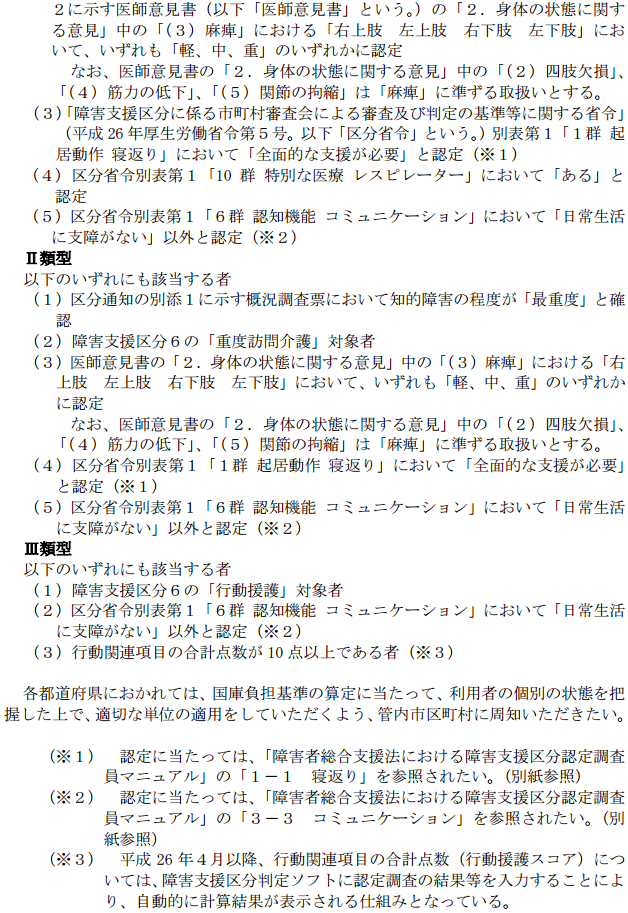 2に示す医師意見書（以下「医師意見書」という。）の「２．身体の状態に関す
る意見」中の「（３）麻痺」における「右上肢　左上肢　右下肢　左下肢」にお
いて、いずれも「軽、中、重」のいずれかに認定
なお、医師意見書の「２．身体の状態に関する意見」中の「（２）四肢欠損」、
「（４）筋力の低下」、「（５）関節の拘縮」は「麻痺」に準ずる取扱いとする。
（３）「障害支援区分に係る市町村審査会による審査及び判定の基準等に関する省令」
（平成 26 年厚生労働省令第５号。以下「区分省令」という。）別表第１「１群 起
居動作 寝返り」において「全面的な支援が必要」と認定（※１）
（４）区分省令別表第１「10 群 特別な医療 レスピレーター」において「ある」と
認定
（５）区分省令別表第１「６群 認知機能 コミュニケーション」において「日常生活
に支障がない」以外と認定（※２）
Ⅱ類型
以下のいずれにも該当する者
（１）区分通知の別添１に示す概況調査票において知的障害の程度が「最重度」と確
認
（２）障害支援区分６の「重度訪問介護」対象者
（３）医師意見書の「２．身体の状態に関する意見」中の「（３）麻痺」における「右
上肢　左上肢　右下肢　左下肢」において、いずれも「軽、中、重」のいずれか
に認定
なお、医師意見書の「２．身体の状態に関する意見」中の「（２）四肢欠損」、
「（４）筋力の低下」、「（５）関節の拘縮」は「麻痺」に準ずる取扱いとする。
（４）区分省令別表第１「１群 起居動作 寝返り」において「全面的な支援が必要」
と認定（※１）
（５）区分省令別表第１「６群 認知機能 コミュニケーション」において「日常生活
に支障がない」以外と認定（※２）
Ⅲ類型
以下のいずれにも該当する者
（１）障害支援区分６の「行動援護」対象者
（２）区分省令別表第１「６群 認知機能 コミュニケーション」において「日常生活
に支障がない」以外と認定（※２）
（３）行動関連項目の合計点数が 10 点以上である者（※３）
各都道府県におかれては、国庫負担基準の算定に当たって、利用者の個別の状態を把
握した上で、適切な単位の適用をしていただくよう、管内市区町村に周知いただきたい。
（※１）　認定に当たっては、「障害者総合支援法における障害支援区分認定調査
員マニュアル」の「１－１　寝返り」を参照されたい。（別紙参照）
（※２）　認定に当たっては、「障害者総合支援法における障害支援区分認定調査
員マニュアル」の「３－３　コミュニケーション」を参照されたい。（別
紙参照）
（※３）　平成 26 年４月以降、行動関連項目の合計点数（行動援護スコア）につ
いては、障害支援区分判定ソフトに認定調査の結果等を入力することによ
り、自動的に計算結果が表示される仕組みとなっている。